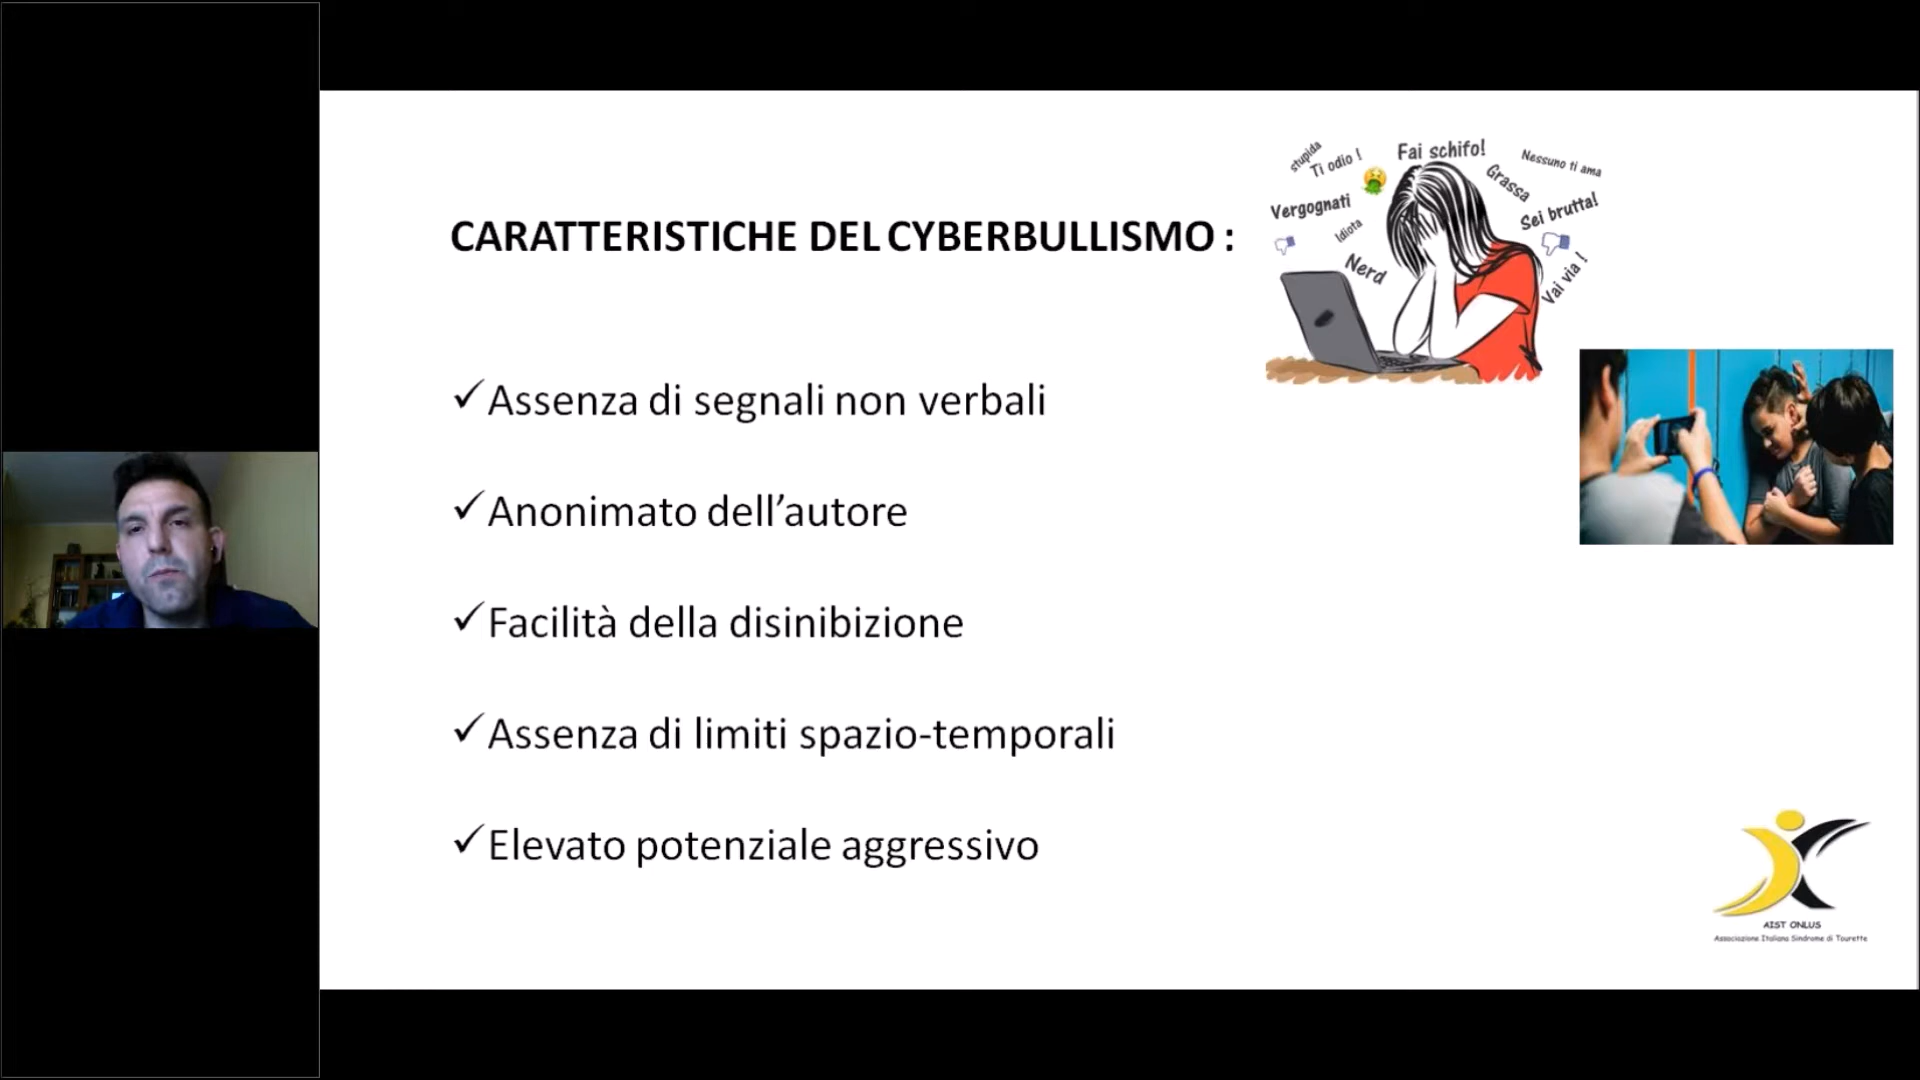 stupida
Ti odio !
Fai schifo!
Nessuno ti ama
Grassa
Vergognati
Sei brutta!
Idiota
Nerd
Vai via !
CARATTERISTICHE DEL CYBERBULLISMO :
✓Assenza di segnali non verbali
✓Anonimato dell’autore
✓Facilità della disinibizione
✓Assenza di limiti spazio-temporali
✓Elevato potenziale aggressivo
AIST ONLUS
Associazione Italiana Sindrome di Tourette